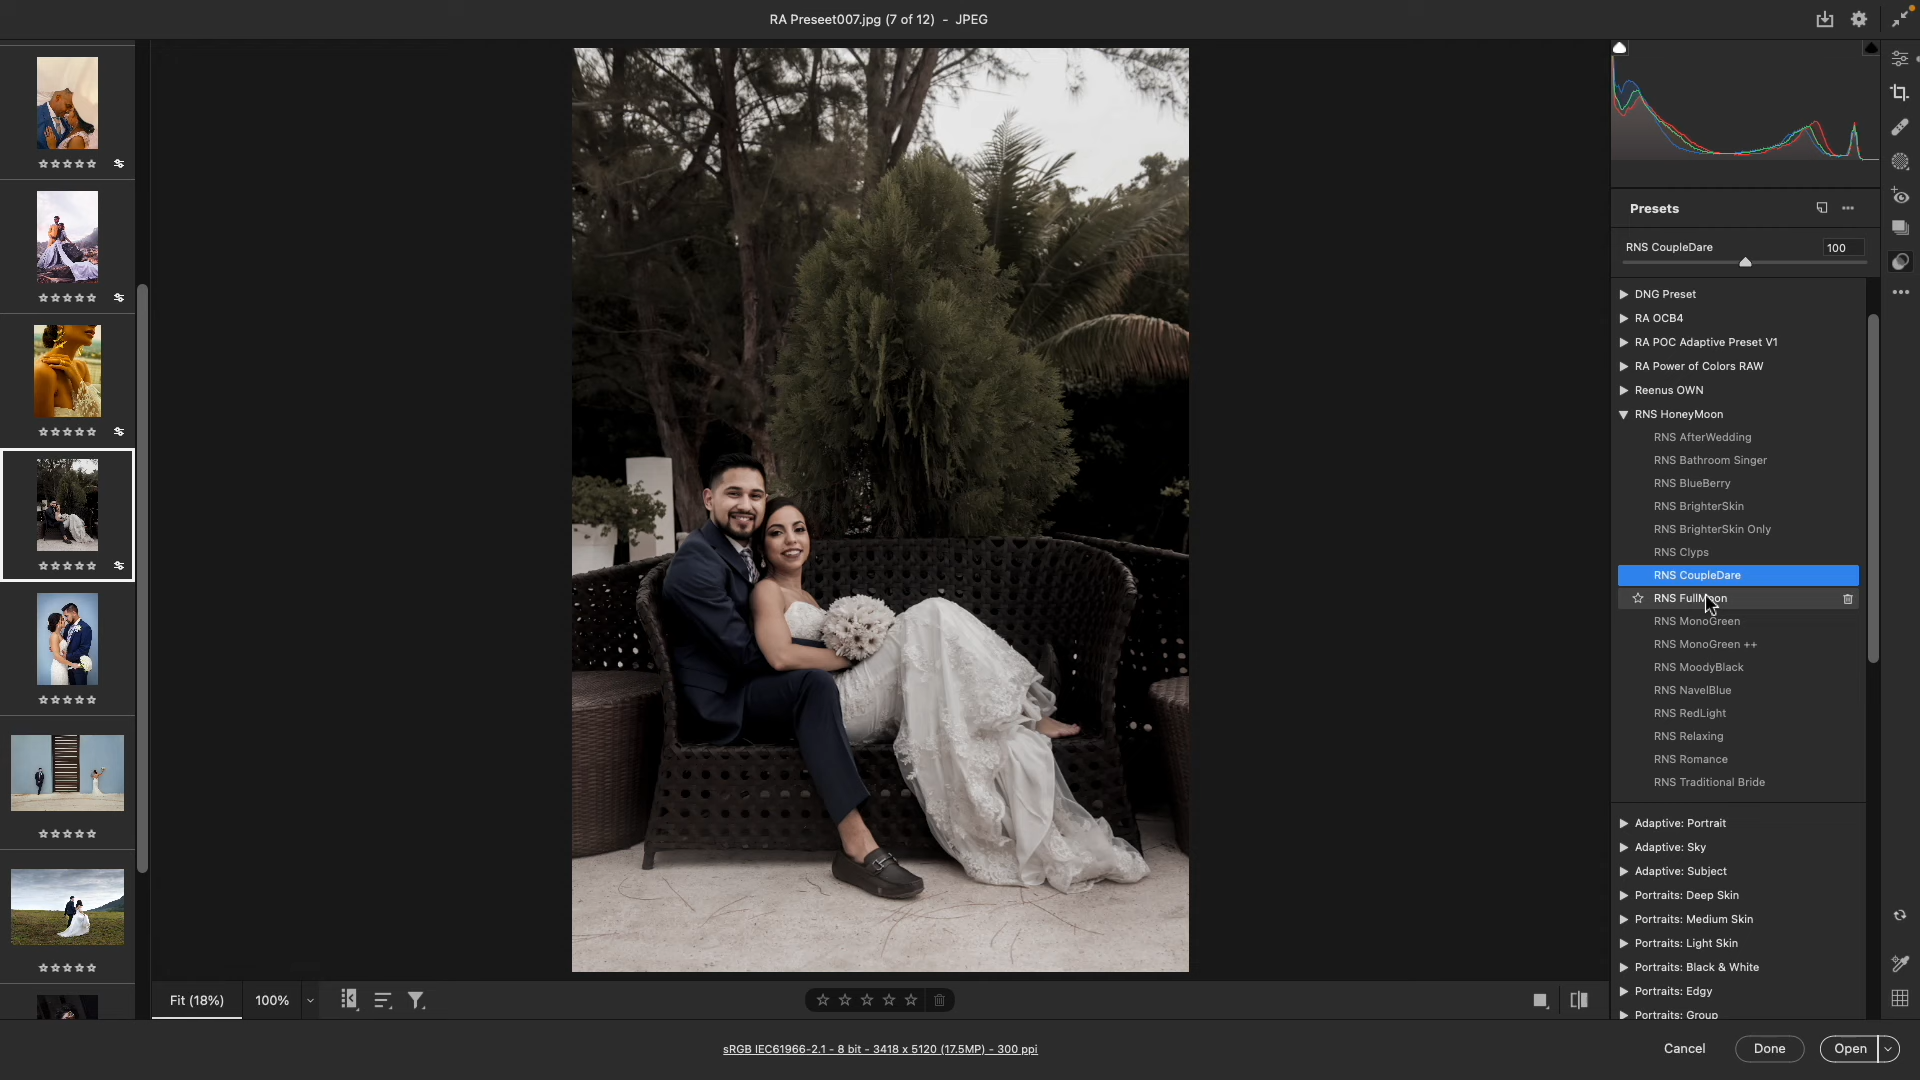 RA Preseet007.jpg (7 of 12) - JPEG
Presets
RNS CoupleDare 100
DNG Preset
RA OCB4
RA POC Adaptive Preset V1
RA Power of Colors RAW
Reenus OWN
RNS HoneyMoon
RNS AfterWedding
RNS Bathroom Singer
RNS BlueBerry
RNS BrighterSkin
RNS BrighterSkin Only
RNS Clyps
RNS CoupleDare
RNS FullMoon
RNS MonoGreen
RNS MonoGreen ++
RNS MoodyBlack
RNS NavelBlue
RNS RedLight
RNS Relaxing
RNS Romance
RNS Traditional Bride
Adaptive: Portrait
Adaptive: Sky
Adaptive: Subject
Portraits: Deep Skin
Portraits: Medium Skin
Portraits: Light Skin
Portraits: Black & White
Portraits: Edgy
Portraits: Group
Fit (18%) 100%
sRGB IEC61966-2.1 - 8 bit - 3418 x 5120 (17.5MP) - 300 ppi
Cancel Done Open